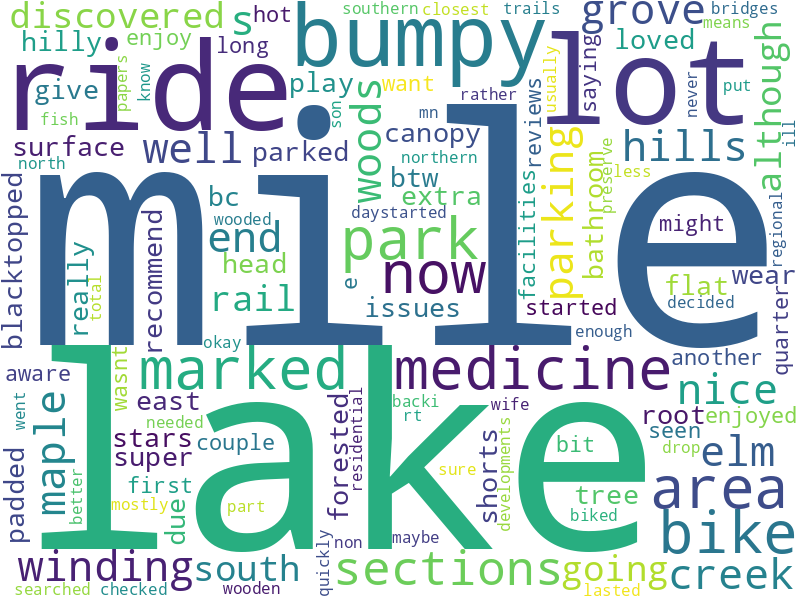 discovered
s
hot
southern
closest
trails
grove
bridges
means
hilly
enjoy
long
bumpy
lot
loved
although
ride
give
papers
know
play
want
usually
saying
put
fish
son
woods
mn
rather
never
ill
surface
well
parked
canopy
reviews
parking
hills
north
northern
btw
bathroom
less
preserve
blacktopped
mile
bc
wooded
extra
facilities
regional
daystarted
might
end
park
really
recommend
head
now
e
flat
wear
total
rail
issues
started
decided
quarter
okay
enough
lake
marked
medicine
another
aware
wasnt
nice
maple
went
east
backi
rt
wife
root
enjoyed
needed
forested
residential
stars
couple
shorts
developments
bit
seen
elm
super
drop
padded
better
first
sure
tree
area
mostly
part
due
biked
bike
quickly
non
maybe
winding
south
sections
going
creek
searched
checked
wooden
lasted